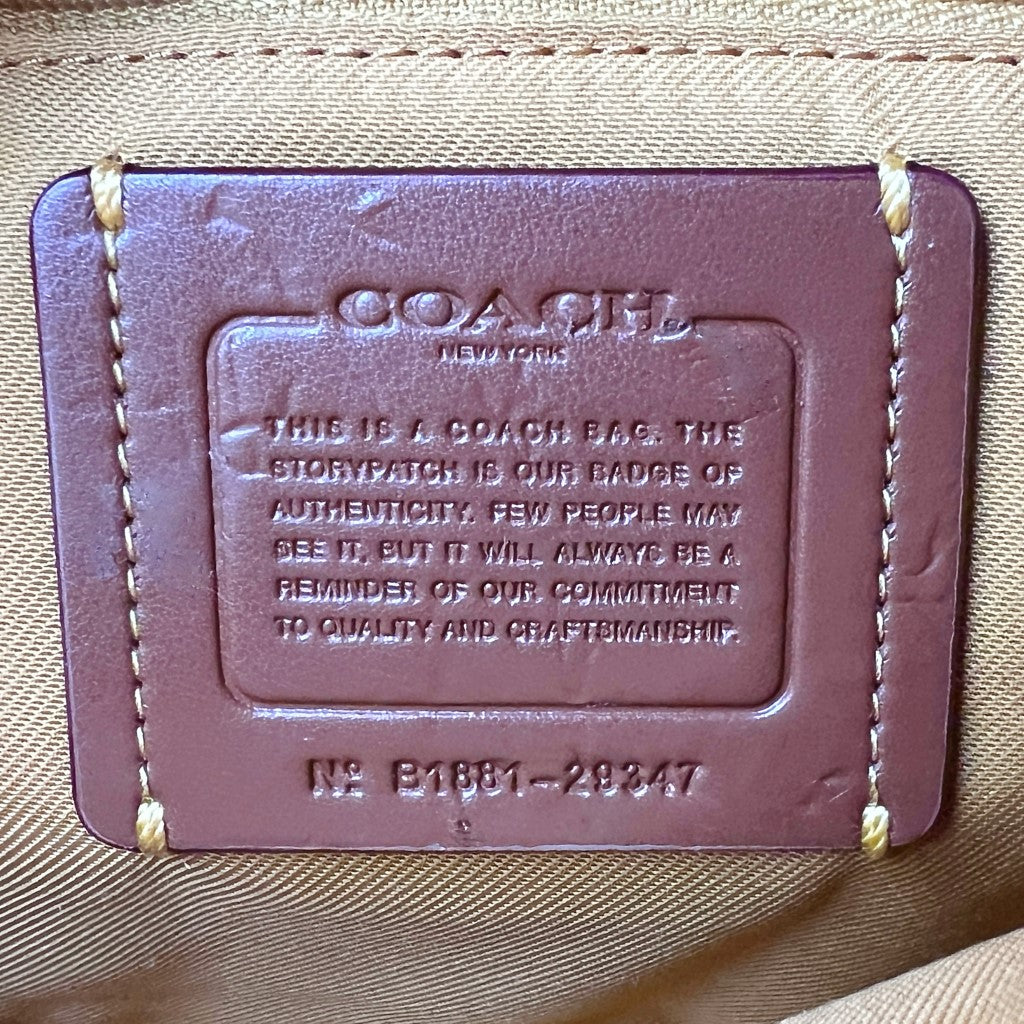 COACH
NEW YORK
THIS IS A COACH BAG. THE
STORYPATCH IS OUR BADGE OF
AUTHENTICITY. FEW PEOPLE MAY
SEE IT, BUT IT WILL ALWAYS BE A
REMINDER OF OUR COMMITMENT
TO QUALITY AND CRAFTSMANSHIP.
Nº B1881-29347